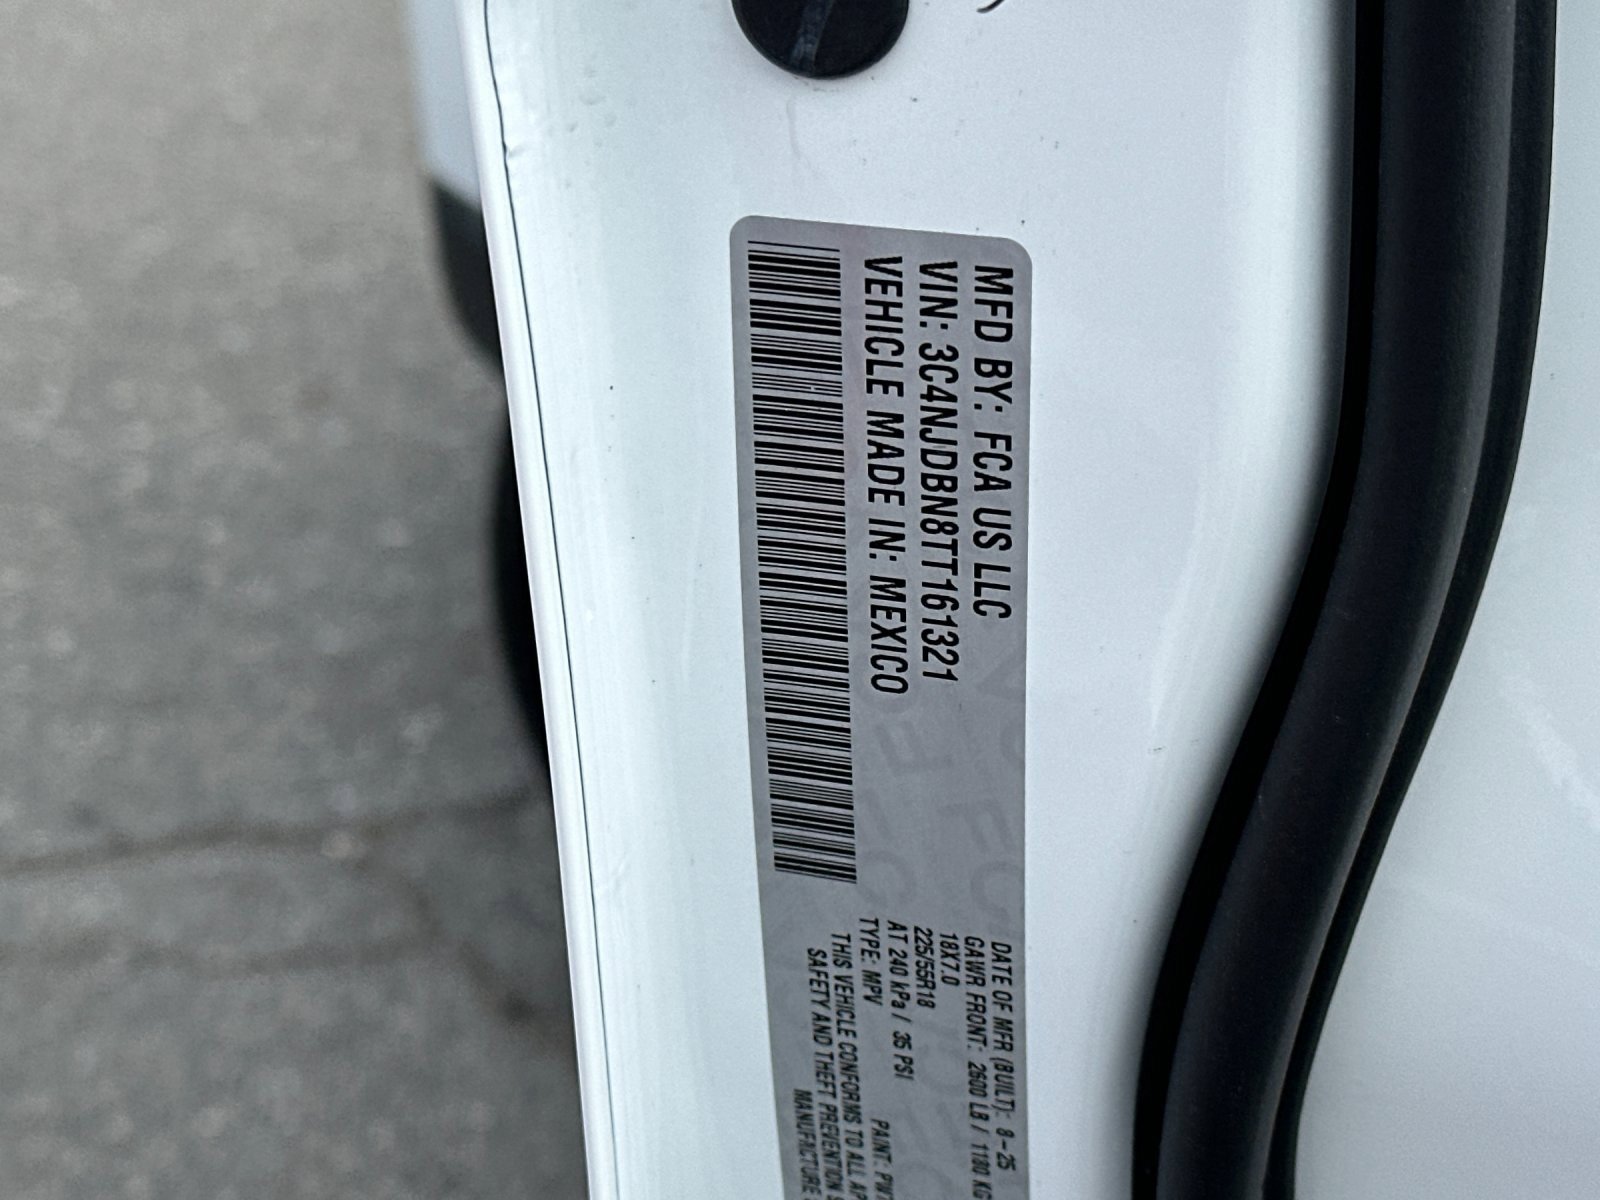 MFD BY: FCA US LLC
VIN: 3C4NJDBN8TT161321
VEHICLE MADE IN: MEXICO
DATE OF MFR (BUILT): 8-25
GAWR FRONT: 2600 LB / 1180 KG
18X7.0
225/55R18
AT 240 kPa / 35 PSI
TYPE: MPV PAINT:
THIS VEHICLE CONFORMS TO ALL
SAFETY AND THEFT PREVENTION
MANUFACTURE